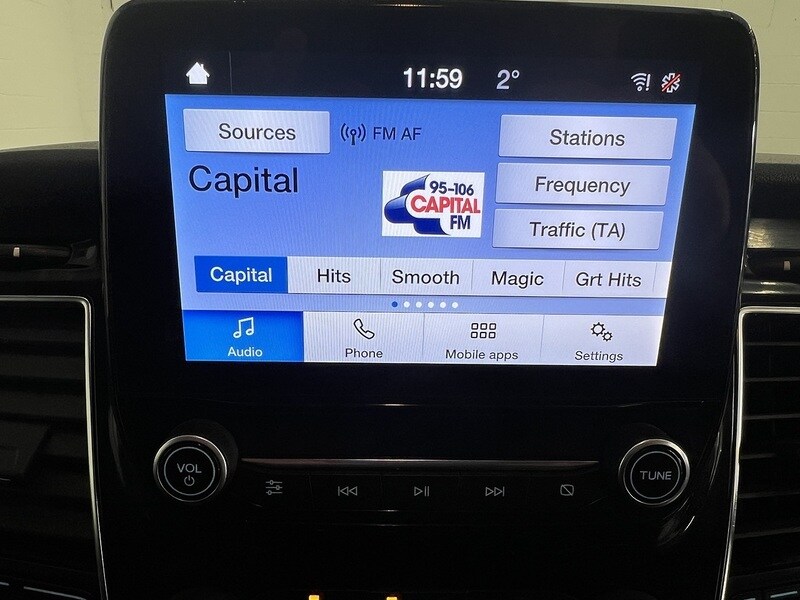 11:59 2°
Sources FM AF Stations
Capital
95-106
CAPITAL
FM
Frequency
Traffic (TA)
Capital Hits Smooth Magic Grt Hits
Audio Phone Mobile apps Settings
VOL TUNE